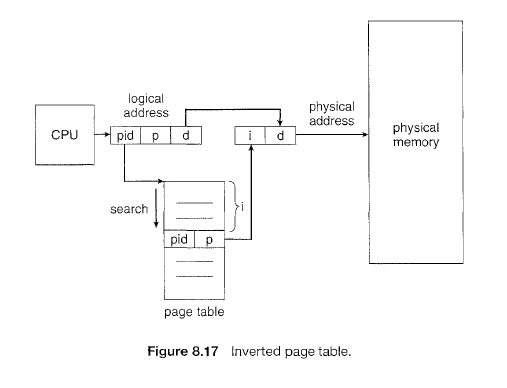 logical
address
physical
address
CPU
pid p d
i d
physical
memory
search
i
pid p
page table
Figure 8.17 Inverted page table.